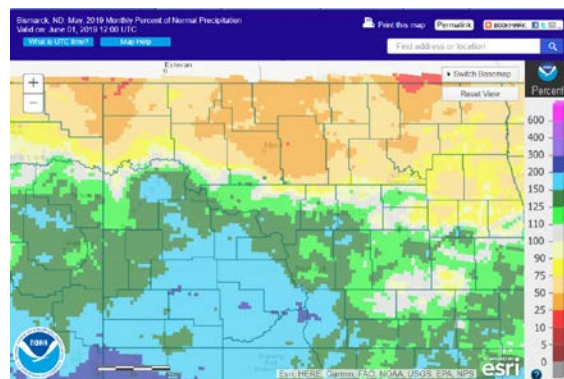 Bismarck, ND: May, 2019 Monthly Percent of Normal Precipitation
Valid on: June 01, 2019 12:00 UTC
What is UTC time? Map Help
Print this map Permalink BOOKMARK
Find address or location
Estevan
Switch Basemap
Reset View
+
−
Percent
600
400
300
200
150
125
110
100
90
75
50
25
10
5
0
NOAA
POWERED BY
esri
Esri, HERE, Garmin, FAO, NOAA, USGS, EPA, NPS